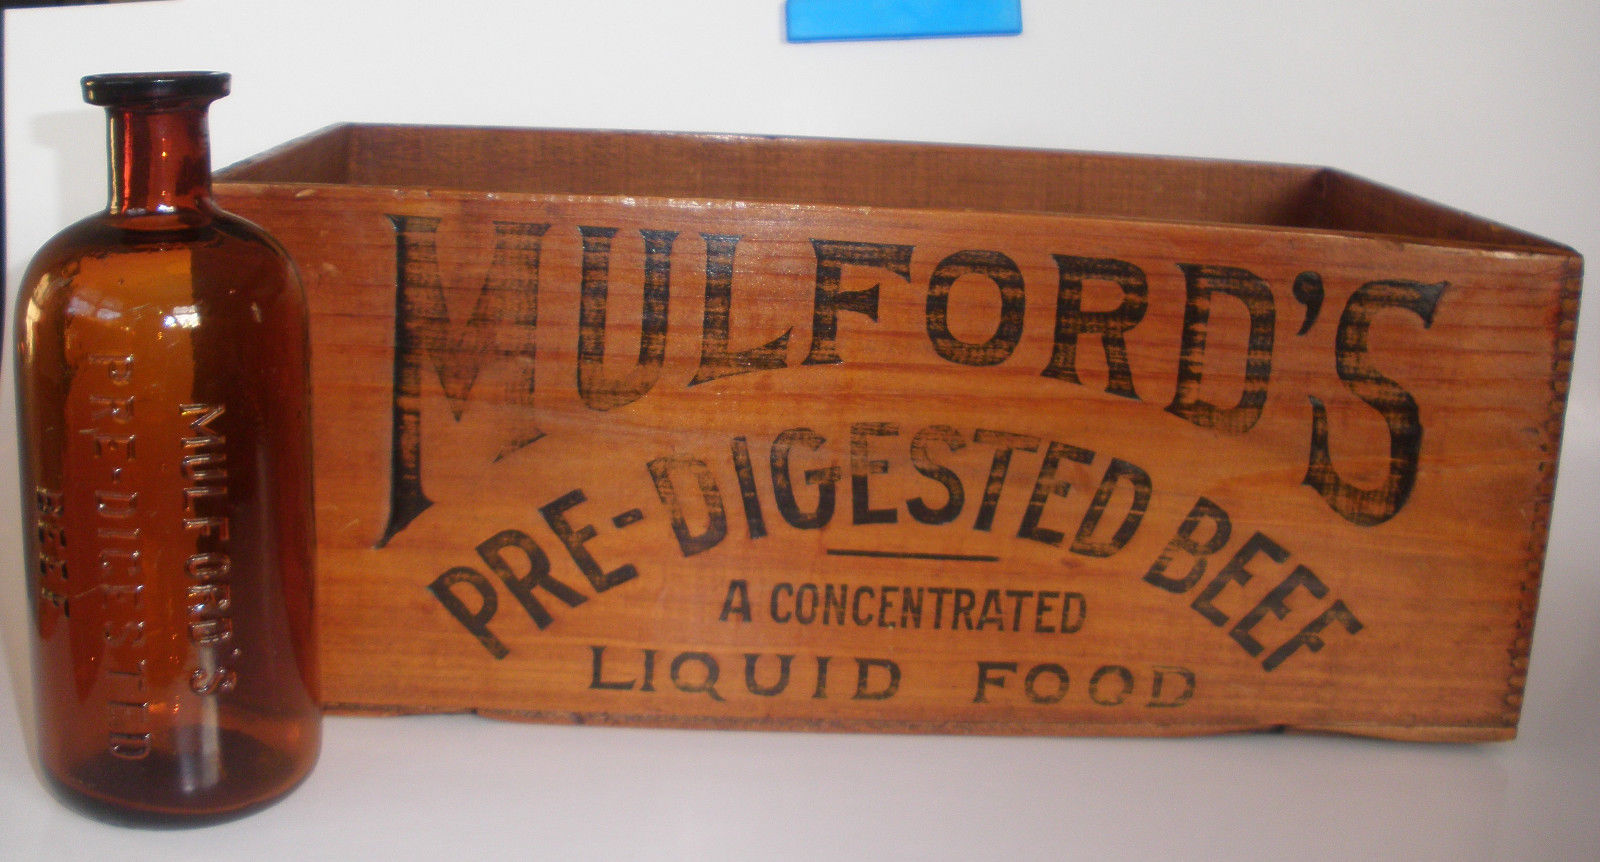 MULFORD'S
PRE-DIGESTED
BEEF
MULFORD'S
PRE-DIGESTED BEEF
A CONCENTRATED
LIQUID FOOD